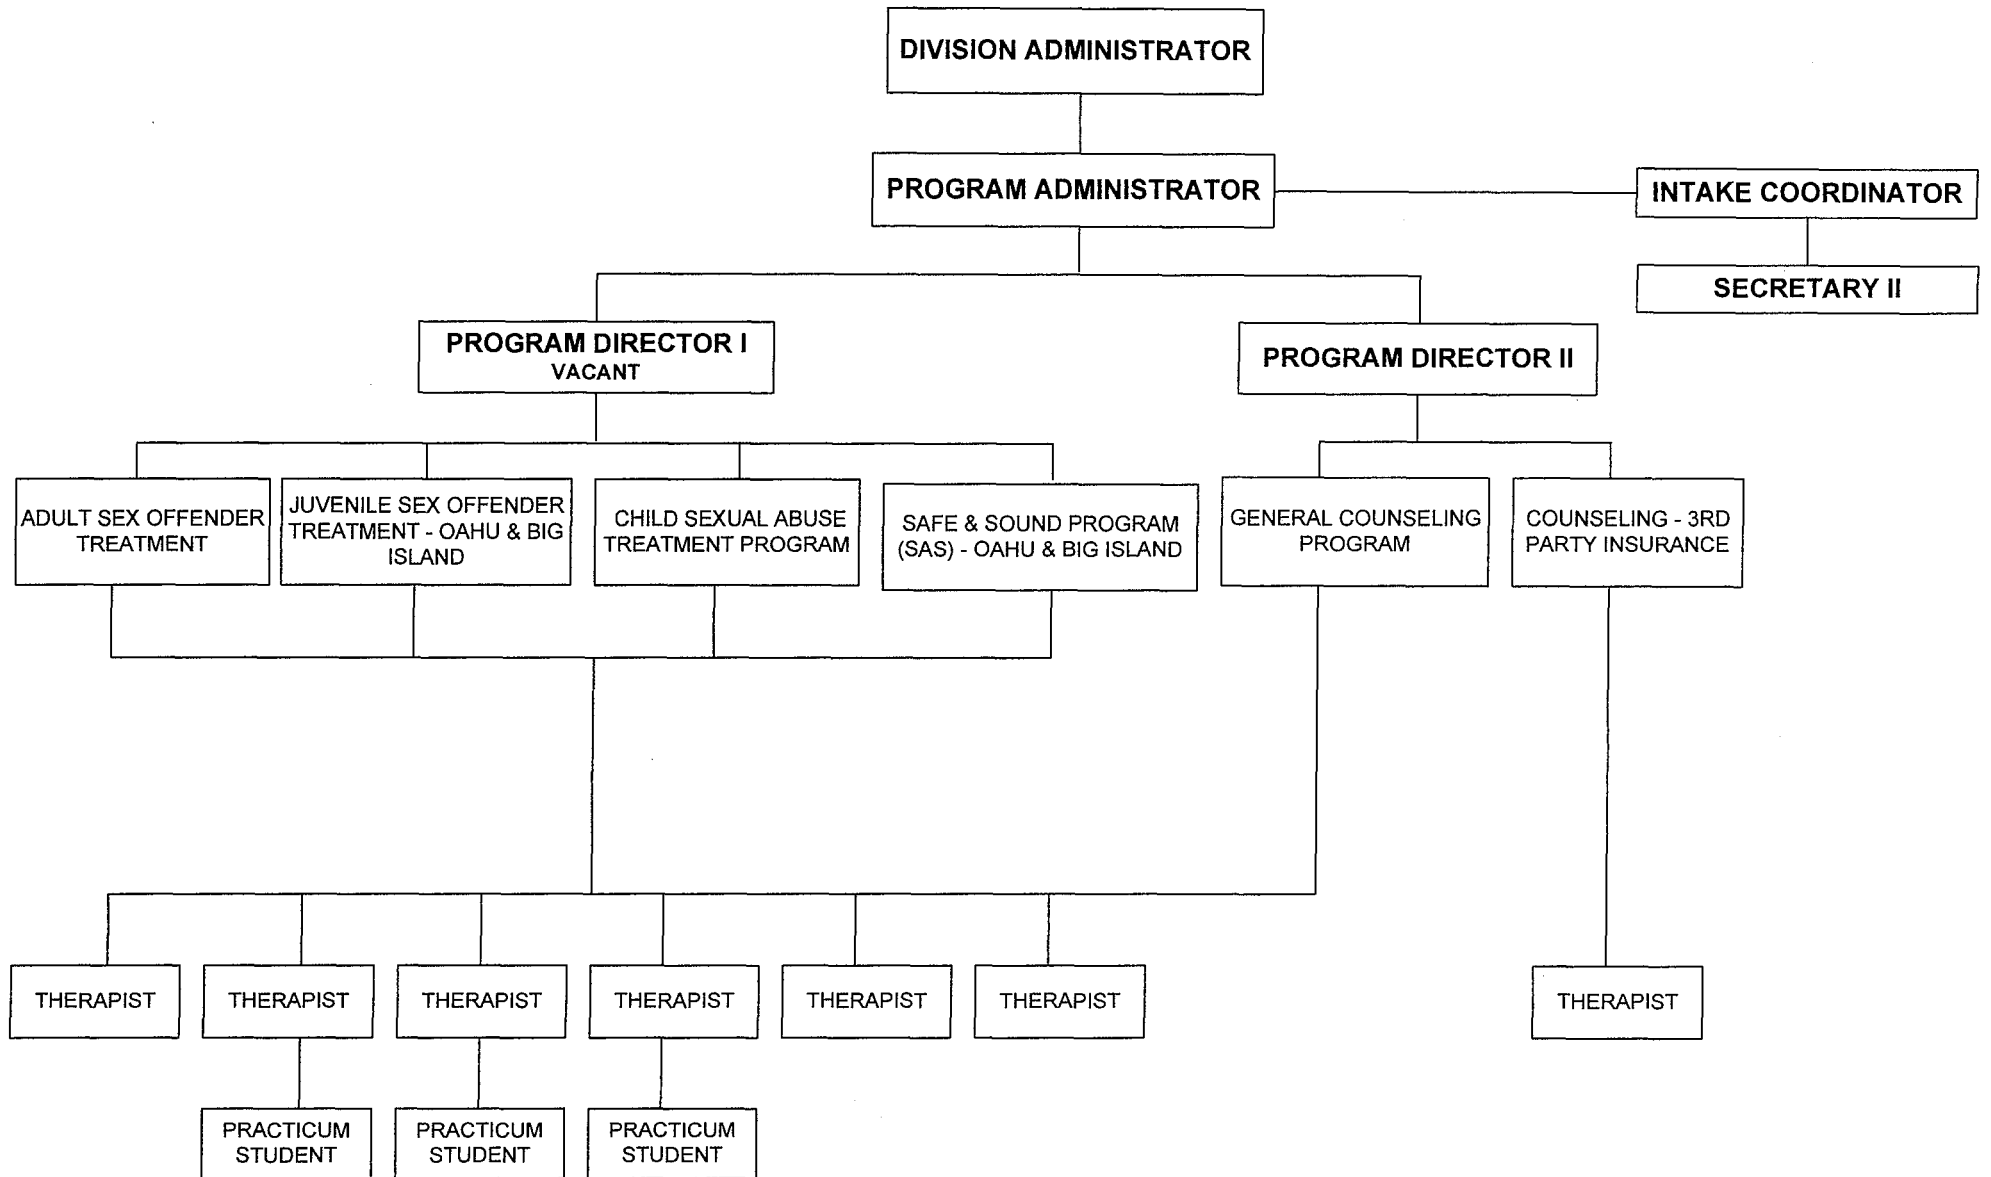 DIVISION ADMINISTRATOR
PROGRAM ADMINISTRATOR
INTAKE COORDINATOR
SECRETARY II
PROGRAM DIRECTOR I
VACANT
PROGRAM DIRECTOR II
ADULT SEX OFFENDER
TREATMENT
JUVENILE SEX OFFENDER
TREATMENT - OAHU & BIG
ISLAND
CHILD SEXUAL ABUSE
TREATMENT PROGRAM
SAFE & SOUND PROGRAM
(SAS) - OAHU & BIG ISLAND
GENERAL COUNSELING
PROGRAM
COUNSELING - 3RD
PARTY INSURANCE
THERAPIST
THERAPIST
THERAPIST
THERAPIST
THERAPIST
THERAPIST
THERAPIST
PRACTICUM
STUDENT
PRACTICUM
STUDENT
PRACTICUM
STUDENT